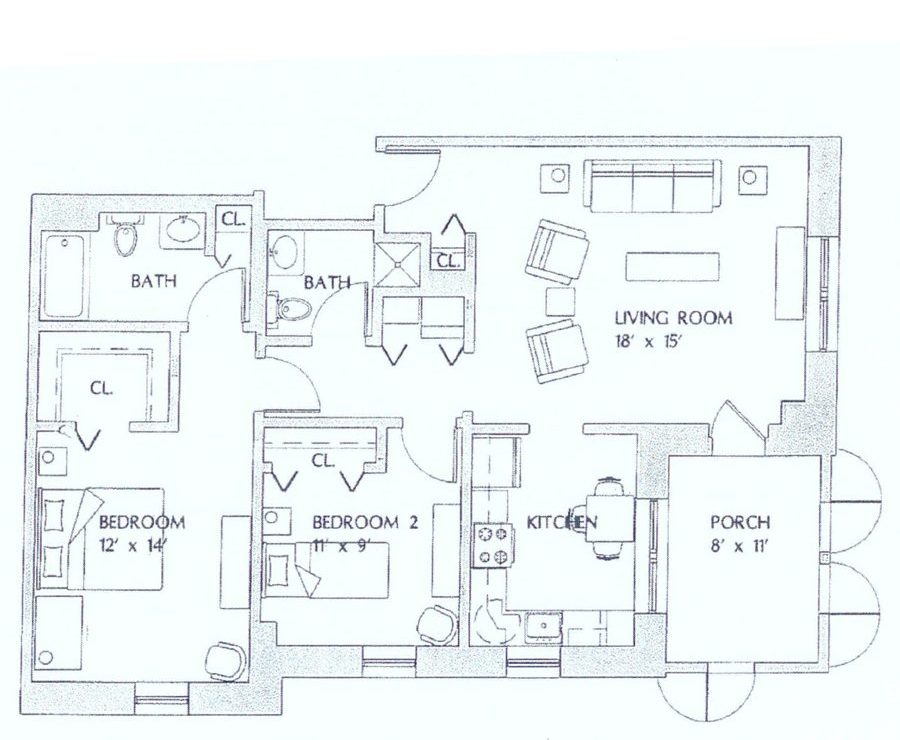 CL.
BATH
BATH
CL.
LIVING ROOM
18' x 15'
CL.
CL.
BEDROOM
12' x 14'
BEDROOM 2
11' x 9'
KITCHEN
PORCH
8' x 11'